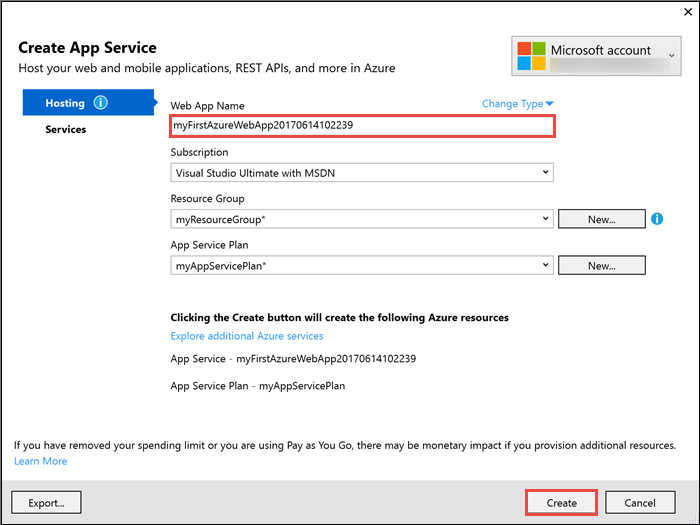 Create App Service
Host your web and mobile applications, REST APIs, and more in Azure
Microsoft account
Hosting
Services
Web App Name
Change Type
myFirstAzureWebApp20170614102239
Subscription
Visual Studio Ultimate with MSDN
Resource Group
myResourceGroup*
New...
App Service Plan
myAppServicePlan*
New...
Clicking the Create button will create the following Azure resources
Explore additional Azure services
App Service - myFirstAzureWebApp20170614102239
App Service Plan - myAppServicePlan
If you have removed your spending limit or you are using Pay as You Go, there may be monetary impact if you provision additional resources.
Learn More
Export...
Create
Cancel